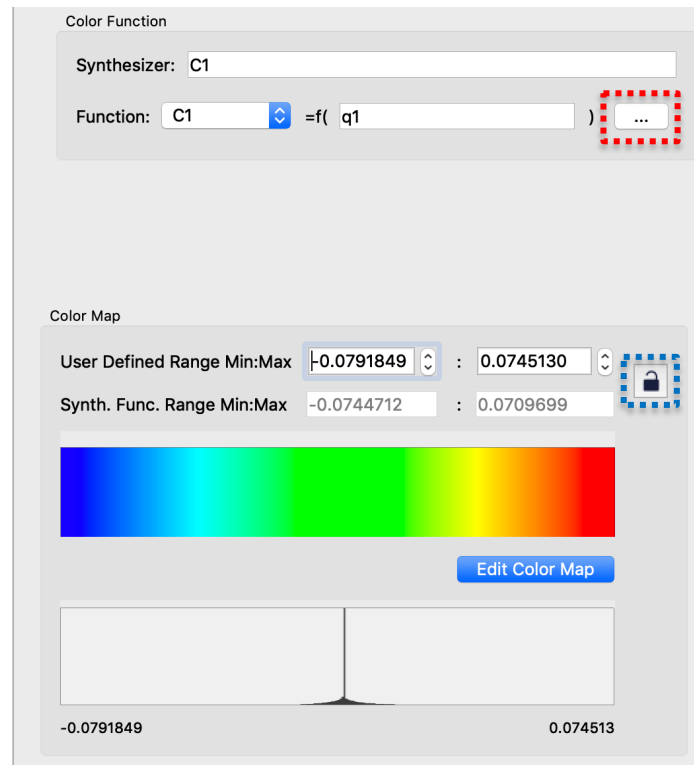 Color Function
Synthesizer: C1
Function: C1 =f( q1 ) ...
Color Map
User Defined Range Min:Max -0.0791849 : 0.0745130
Synth. Func. Range Min:Max -0.0744712 : 0.0709699
Edit Color Map
-0.0791849 0.074513